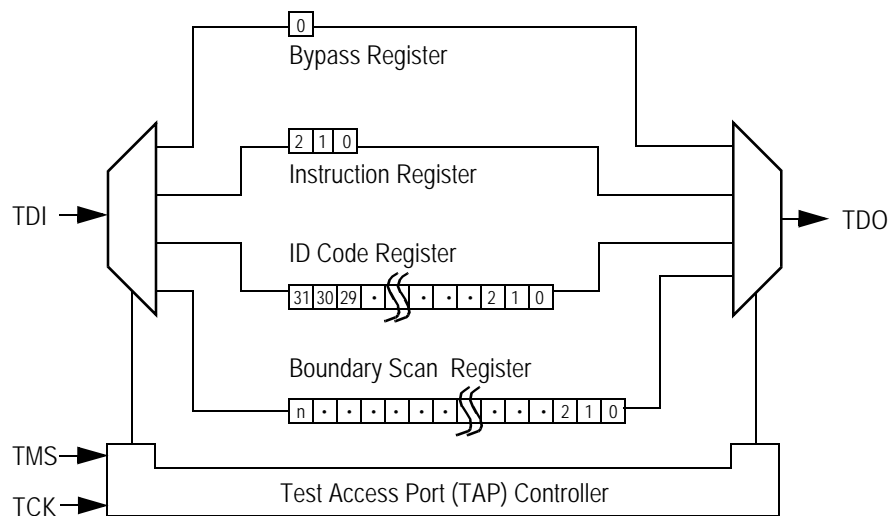 0
Bypass Register
2 1 0
Instruction Register
TDI
TDO
ID Code Register
31 30 29 · · · · 2 1 0
Boundary Scan Register
n · · · · · · · · · 2 1 0
TMS
TCK
Test Access Port (TAP) Controller